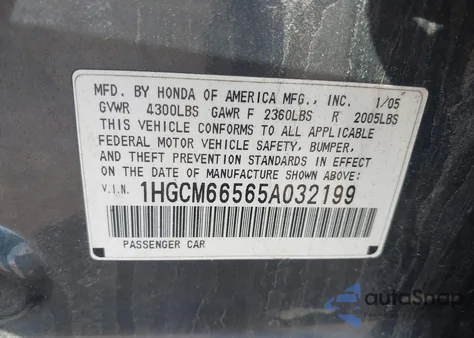 MFD. BY HONDA OF AMERICA MFG., INC. 1/05
GVWR 4300LBS GAWR F 2360LBS R 2005LBS
THIS VEHICLE CONFORMS TO ALL APPLICABLE
FEDERAL MOTOR VEHICLE SAFETY, BUMPER,
AND THEFT PREVENTION STANDARDS IN EFFECT
ON THE DATE OF MANUFACTURE SHOWN ABOVE.
V.I.N. 1HGCM66565A032199
PASSENGER CAR
autoSnap